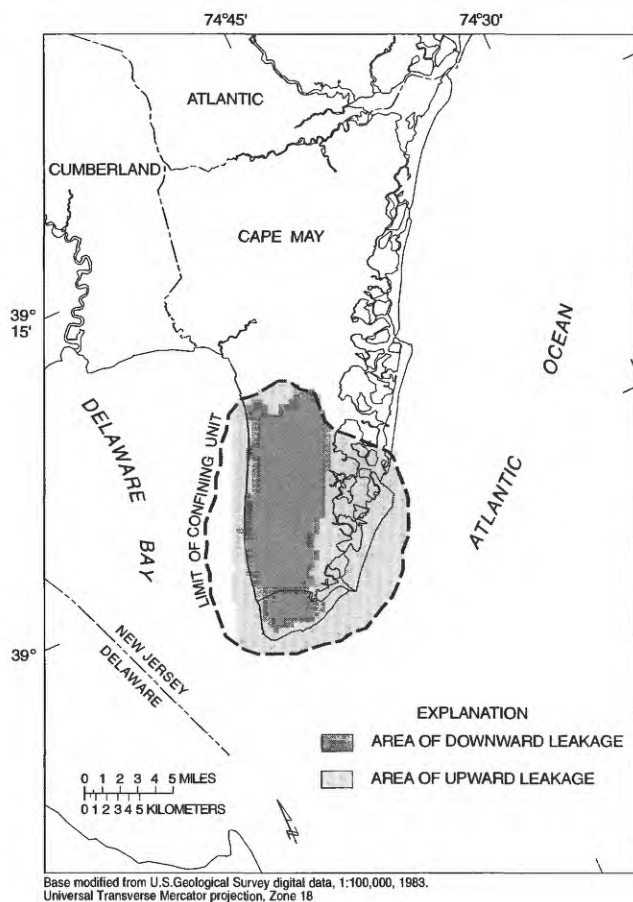 74°45'
74°30'
ATLANTIC
CUMBERLAND
CAPE MAY
39°
15'
OCEAN
ATLANTIC
DELAWARE
BAY
LIMIT OF CONFINING UNIT
39°
NEW JERSEY
DELAWARE
EXPLANATION
AREA OF DOWNWARD LEAKAGE
AREA OF UPWARD LEAKAGE
0 1 2 3 4 5 MILES
0 1 2 3 4 5 KILOMETERS
Base modified from U.S.Geological Survey digital data, 1:100,000, 1983.
Universal Transverse Mercator projection, Zone 18